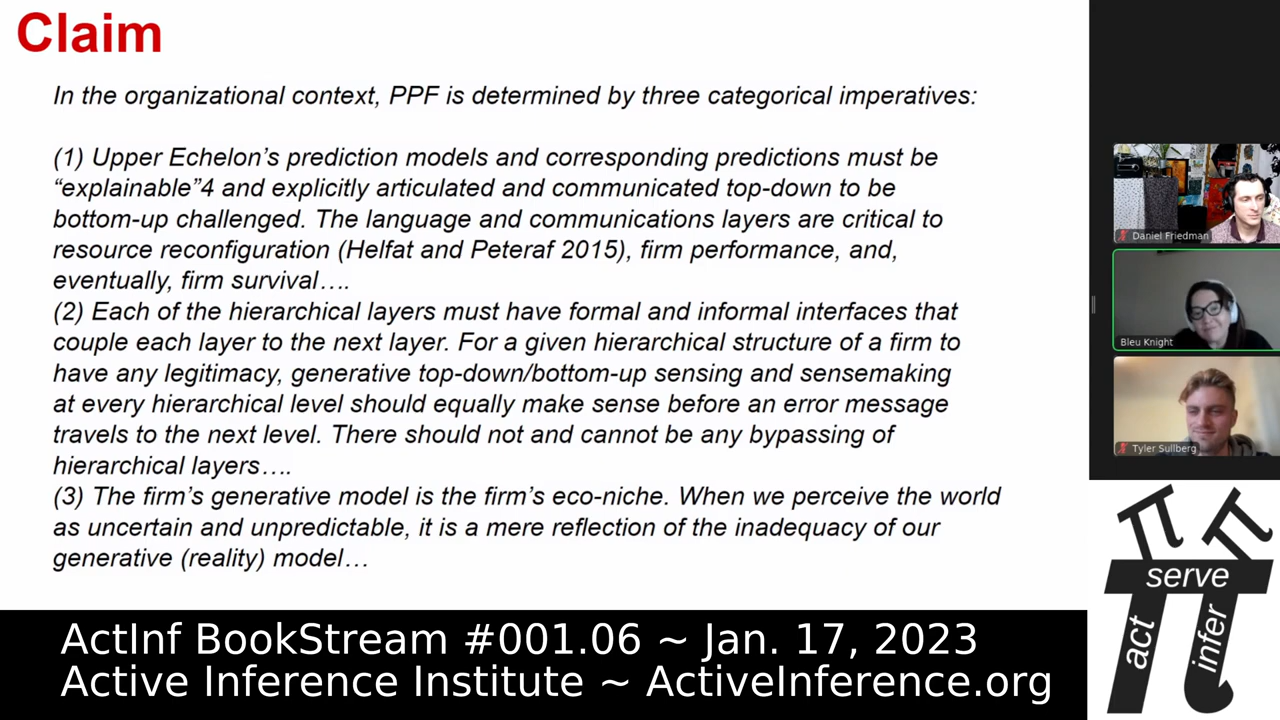 Claim
In the organizational context, PPF is determined by three categorical imperatives:
(1) Upper Echelon's prediction models and corresponding predictions must be
“explainable”4 and explicitly articulated and communicated top-down to be
bottom-up challenged. The language and communications layers are critical to
resource reconfiguration (Helfat and Peteraf 2015), firm performance, and,
eventually, firm survival….
(2) Each of the hierarchical layers must have formal and informal interfaces that
couple each layer to the next layer. For a given hierarchical structure of a firm to
have any legitimacy, generative top-down/bottom-up sensing and sensemaking
at every hierarchical level should equally make sense before an error message
travels to the next level. There should not and cannot be any bypassing of
hierarchical layers….
(3) The firm's generative model is the firm's eco-niche. When we perceive the world
as uncertain and unpredictable, it is a mere reflection of the inadequacy of our
generative (reality) model…
Daniel Friedman
Bleu Knight
Tyler Sullberg
π π
serve
π
act
infer
ActInf BookStream #001.06 ~ Jan. 17, 2023
Active Inference Institute ~ ActiveInference.org